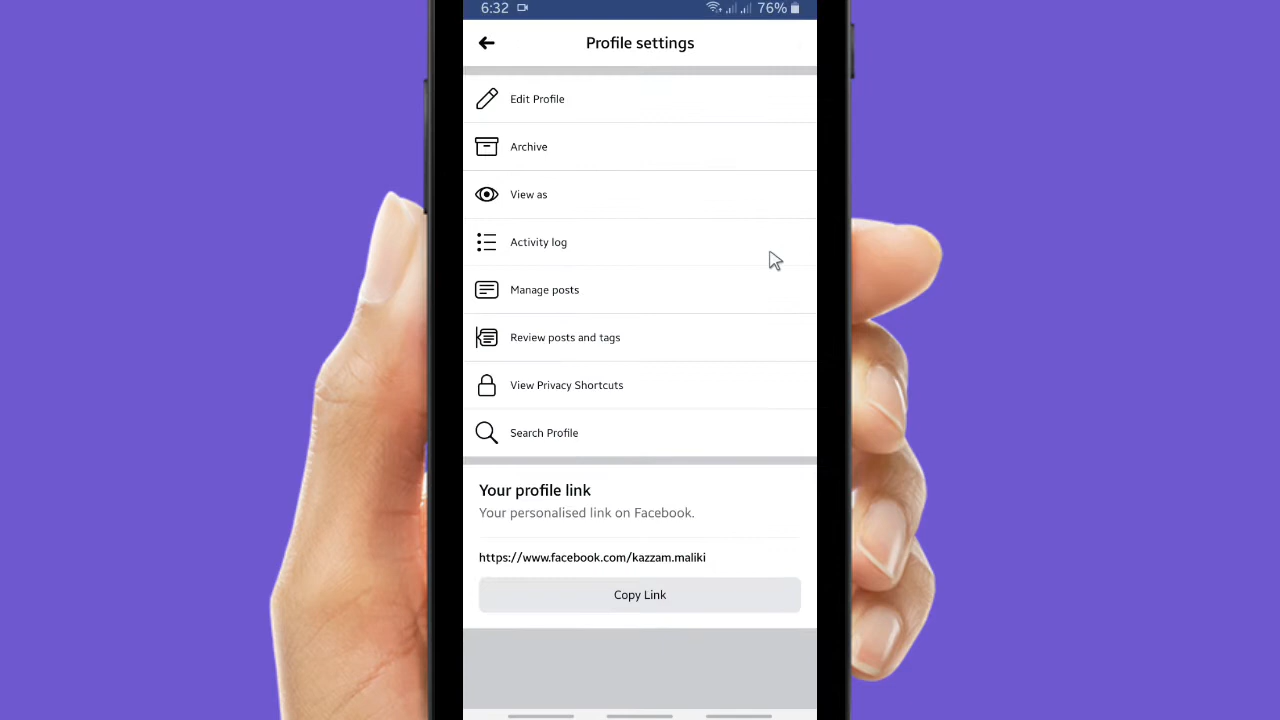 6:32 76%
Profile settings
Edit Profile
Archive
View as
Activity log
Manage posts
Review posts and tags
View Privacy Shortcuts
Search Profile
Your profile link
Your personalised link on Facebook.
https://www.facebook.com/kazzam.maliki
Copy Link